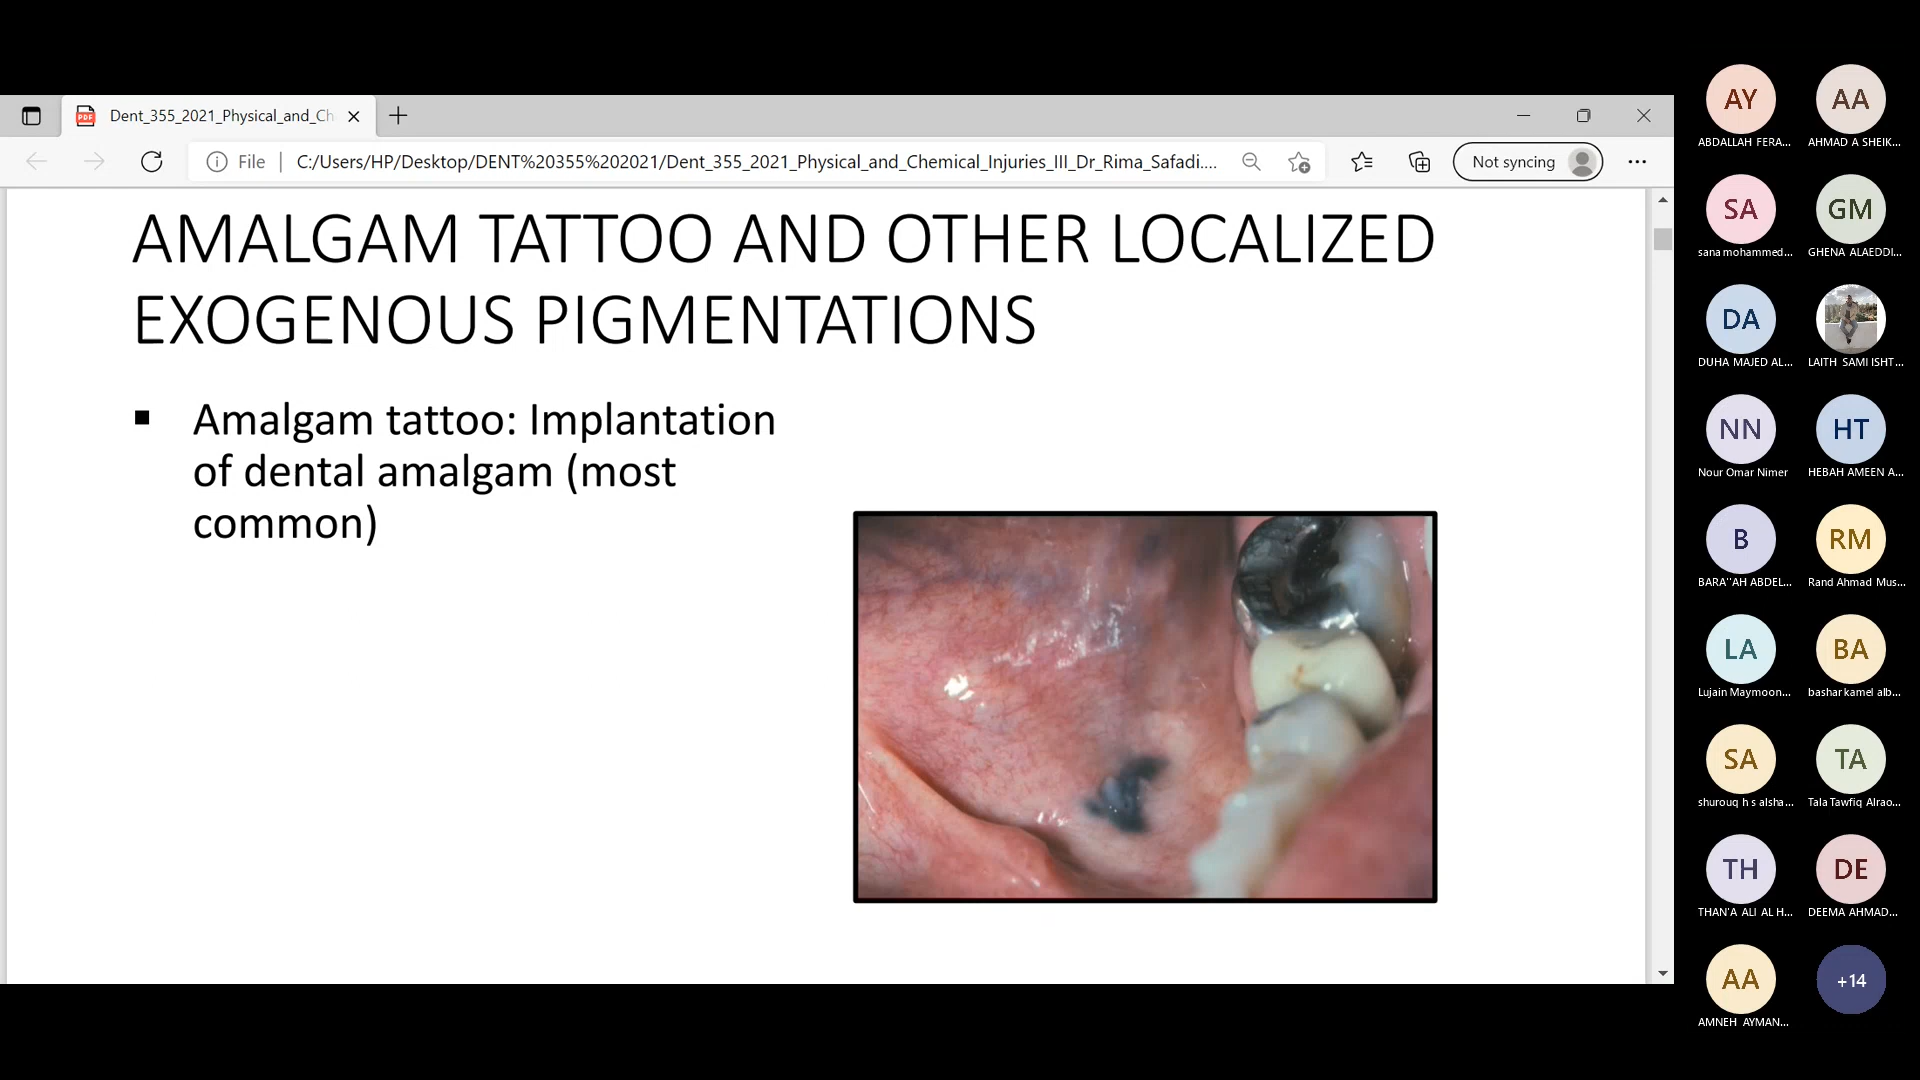 Dent_355_2021_Physical_and_Ch
File
C:/Users/HP/Desktop/DENT%20355%202021/Dent_355_2021_Physical_and_Chemical_Injuries_III_Dr_Rima_Safadi....
Not syncing
AMALGAM TATTOO AND OTHER LOCALIZED
EXOGENOUS PIGMENTATIONS
Amalgam tattoo: Implantation
of dental amalgam (most
common)
AY
AA
ABDALLAH FERA...
AHMAD A SHEIK...
SA
GM
sana mohammed...
GHENA ALAEDDI...
DA
DUHA MAJED AL...
LAITH SAMI ISHT...
NN
HT
Nour Omar Nimer
HEBAH AMEEN A...
B
RM
BARA''AH ABDEL...
Rand Ahmad Mus...
LA
BA
Lujain Maymoon...
bashar kamel alb...
SA
TA
shurouq h s alsha...
Tala Tawfiq Alrao...
TH
DE
THAN'A ALI AL H...
DEEMA AHMAD...
AA
+14
AMNEH AYMAN...